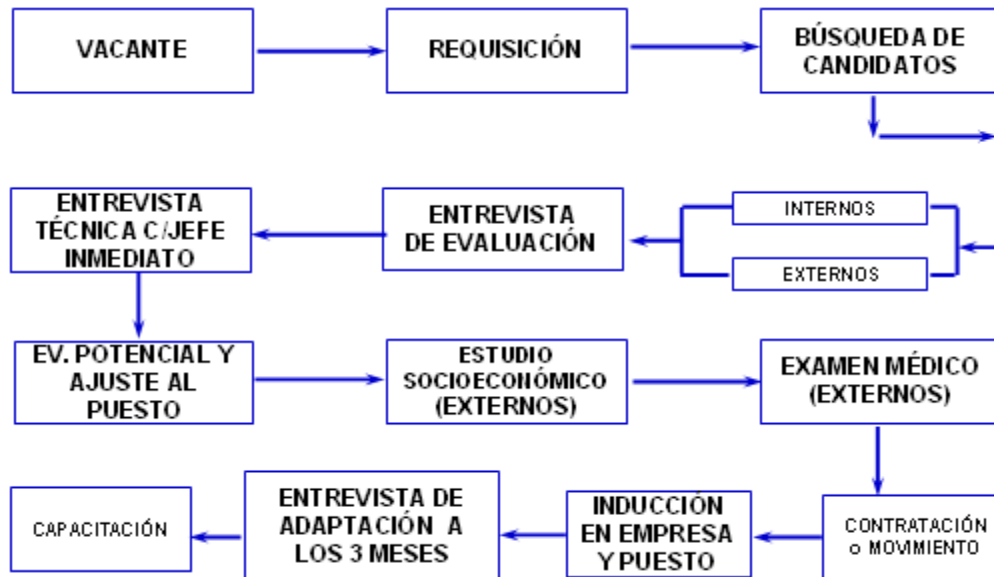 VACANTE
REQUISICIÓN
BÚSQUEDA DE
CANDIDATOS
ENTREVISTA
TÉCNICA C/JEFE
INMEDIATO
ENTREVISTA
DE EVALUACIÓN
INTERNOS
EXTERNOS
EV. POTENCIAL Y
AJUSTE AL
PUESTO
ESTUDIO
SOCIOECONÓMICO
(EXTERNOS)
EXAMEN MÉDICO
(EXTERNOS)
CAPACITACIÓN
ENTREVISTA DE
ADAPTACIÓN A
LOS 3 MESES
INDUCCIÓN
EN EMPRESA
Y PUESTO
CONTRATACIÓN
o MOVIMIENTO